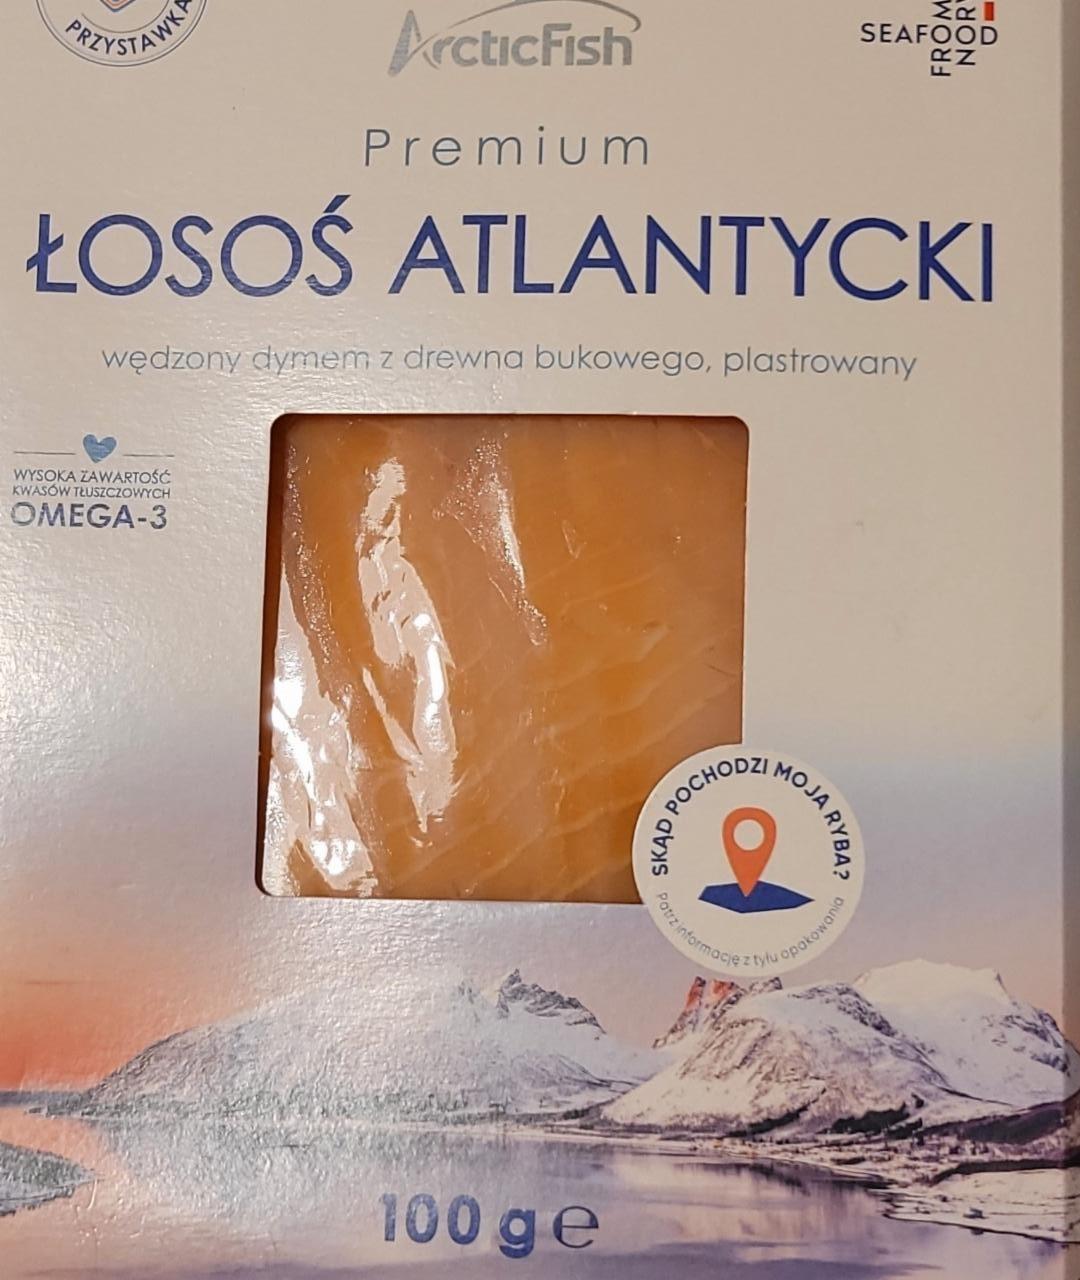 PRZYSTAWKA
ArcticFish
SEAFOOD
FROM
Premium
ŁOSOŚ ATLANTYCKI
wędzony dymem z drewna bukowego, plastrowany
WYSOKA ZAWARTOŚĆ
KWASÓW TŁUSZCZOWYCH
OMEGA-3
SKĄD POCHODZI MOJA RYBA?
Patrz informację z tyłu opakowania
100 g e